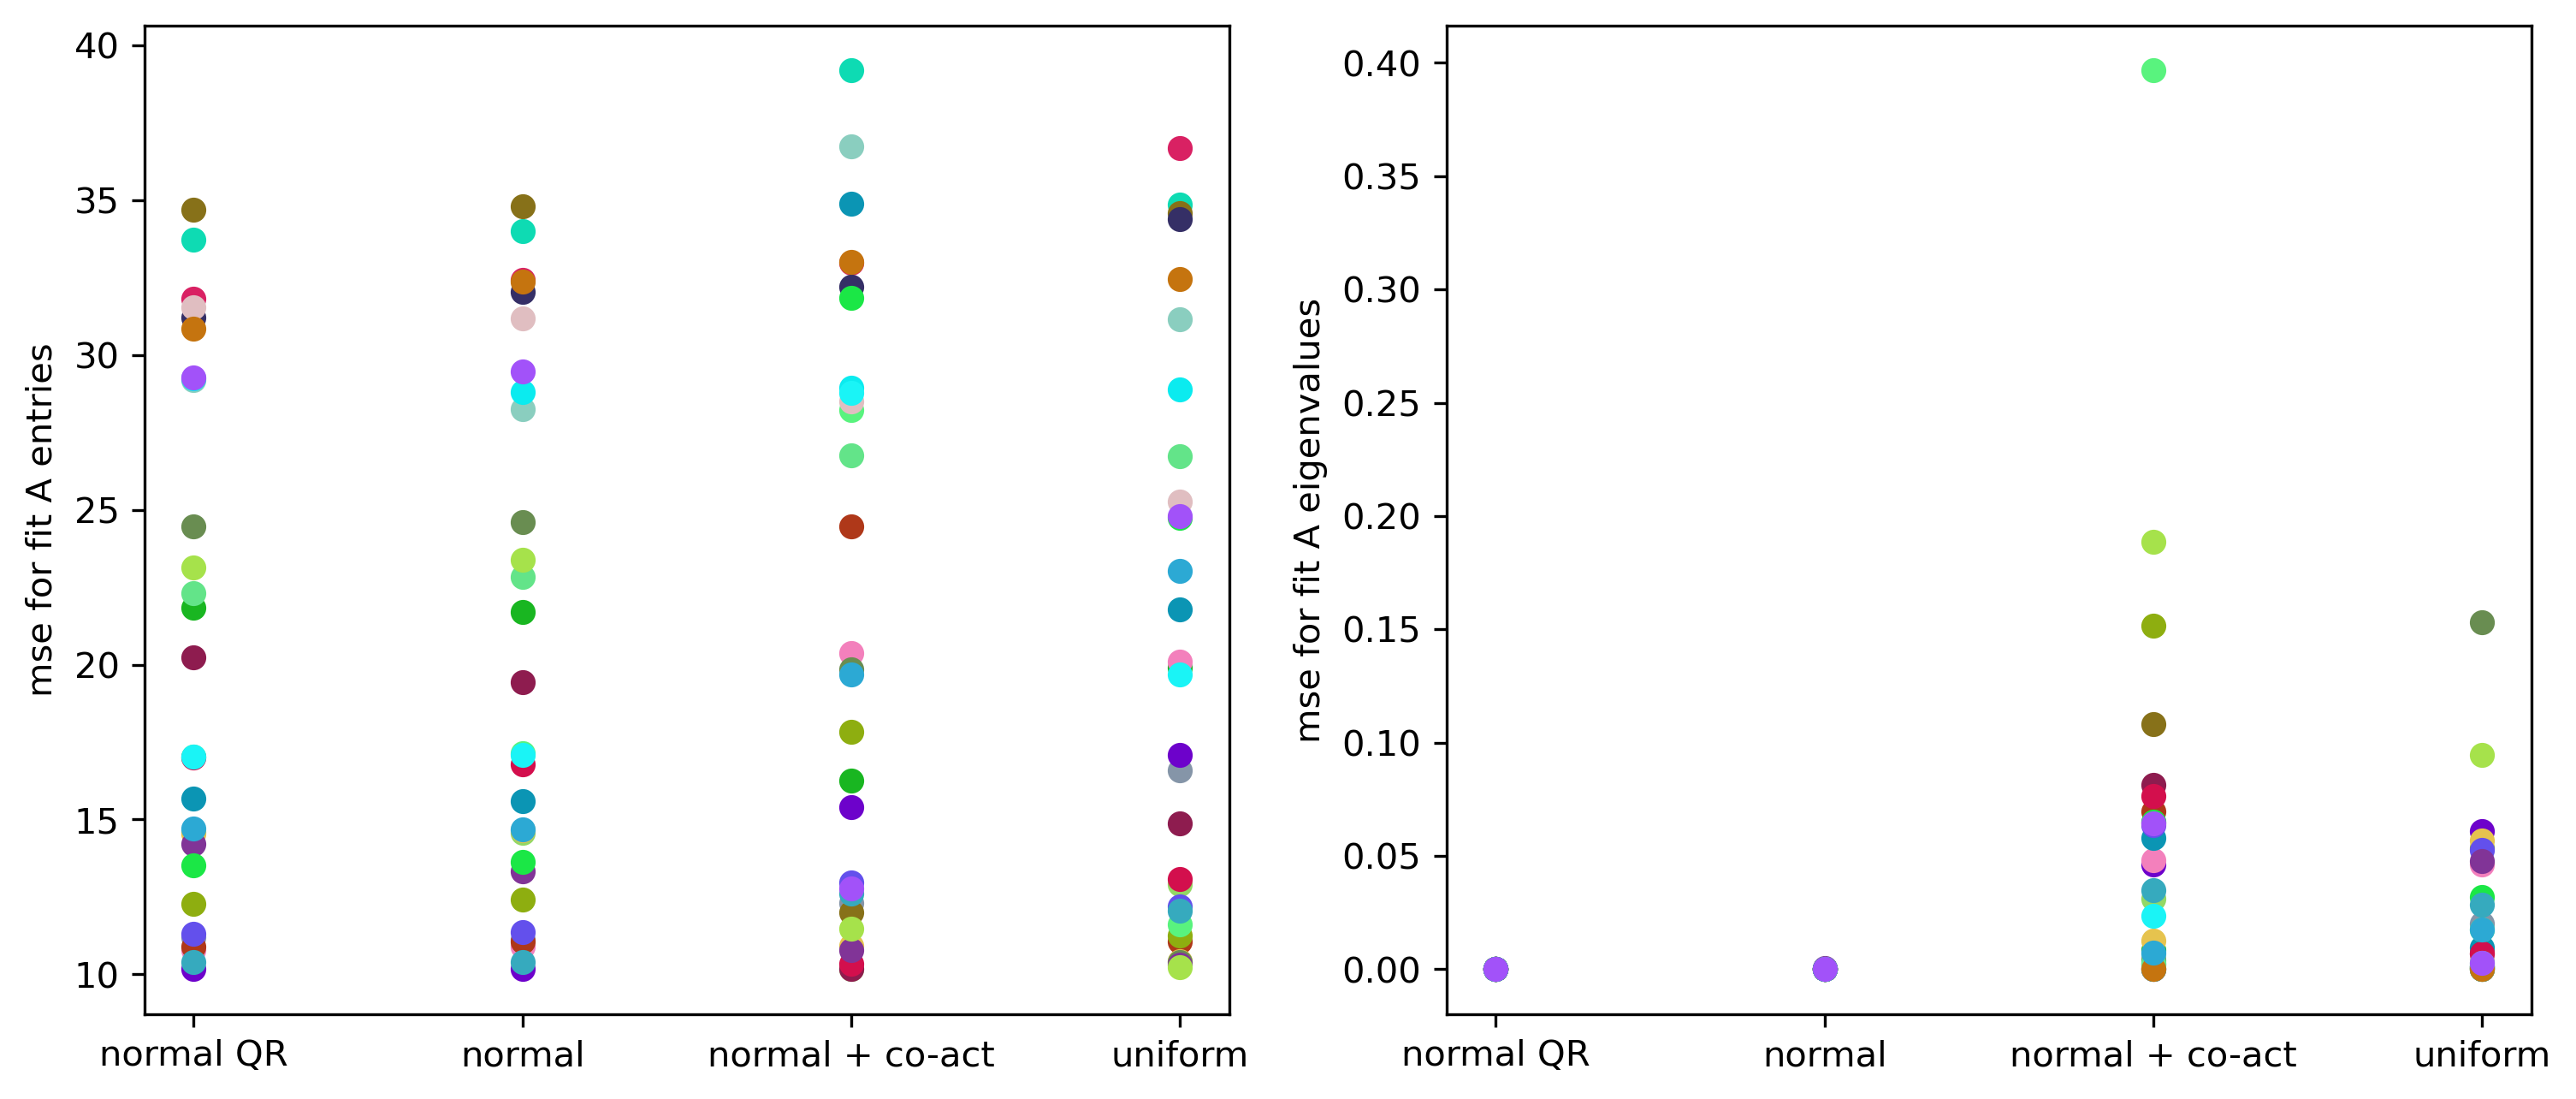 mse for fit A entries
40
35
30
25
20
15
10
normal QR
normal
normal + co-act
uniform
mse for fit A eigenvalues
0.40
0.35
0.30
0.25
0.20
0.15
0.10
0.05
0.00
normal QR
normal
normal + co-act
uniform